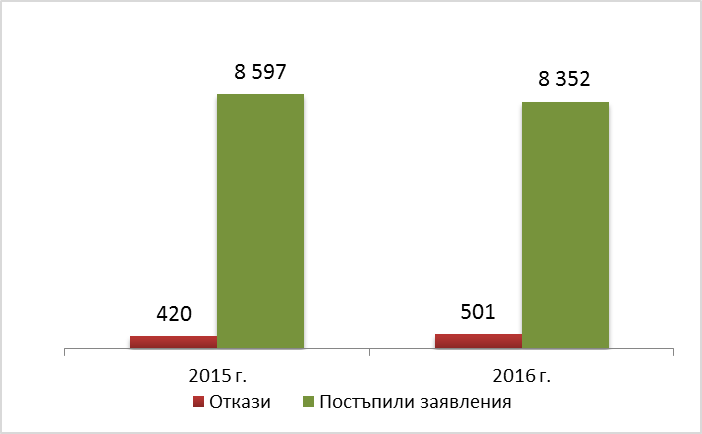 8 597
8 352
420
501
2015 г.
2016 г.
Откази
Постъпили заявления